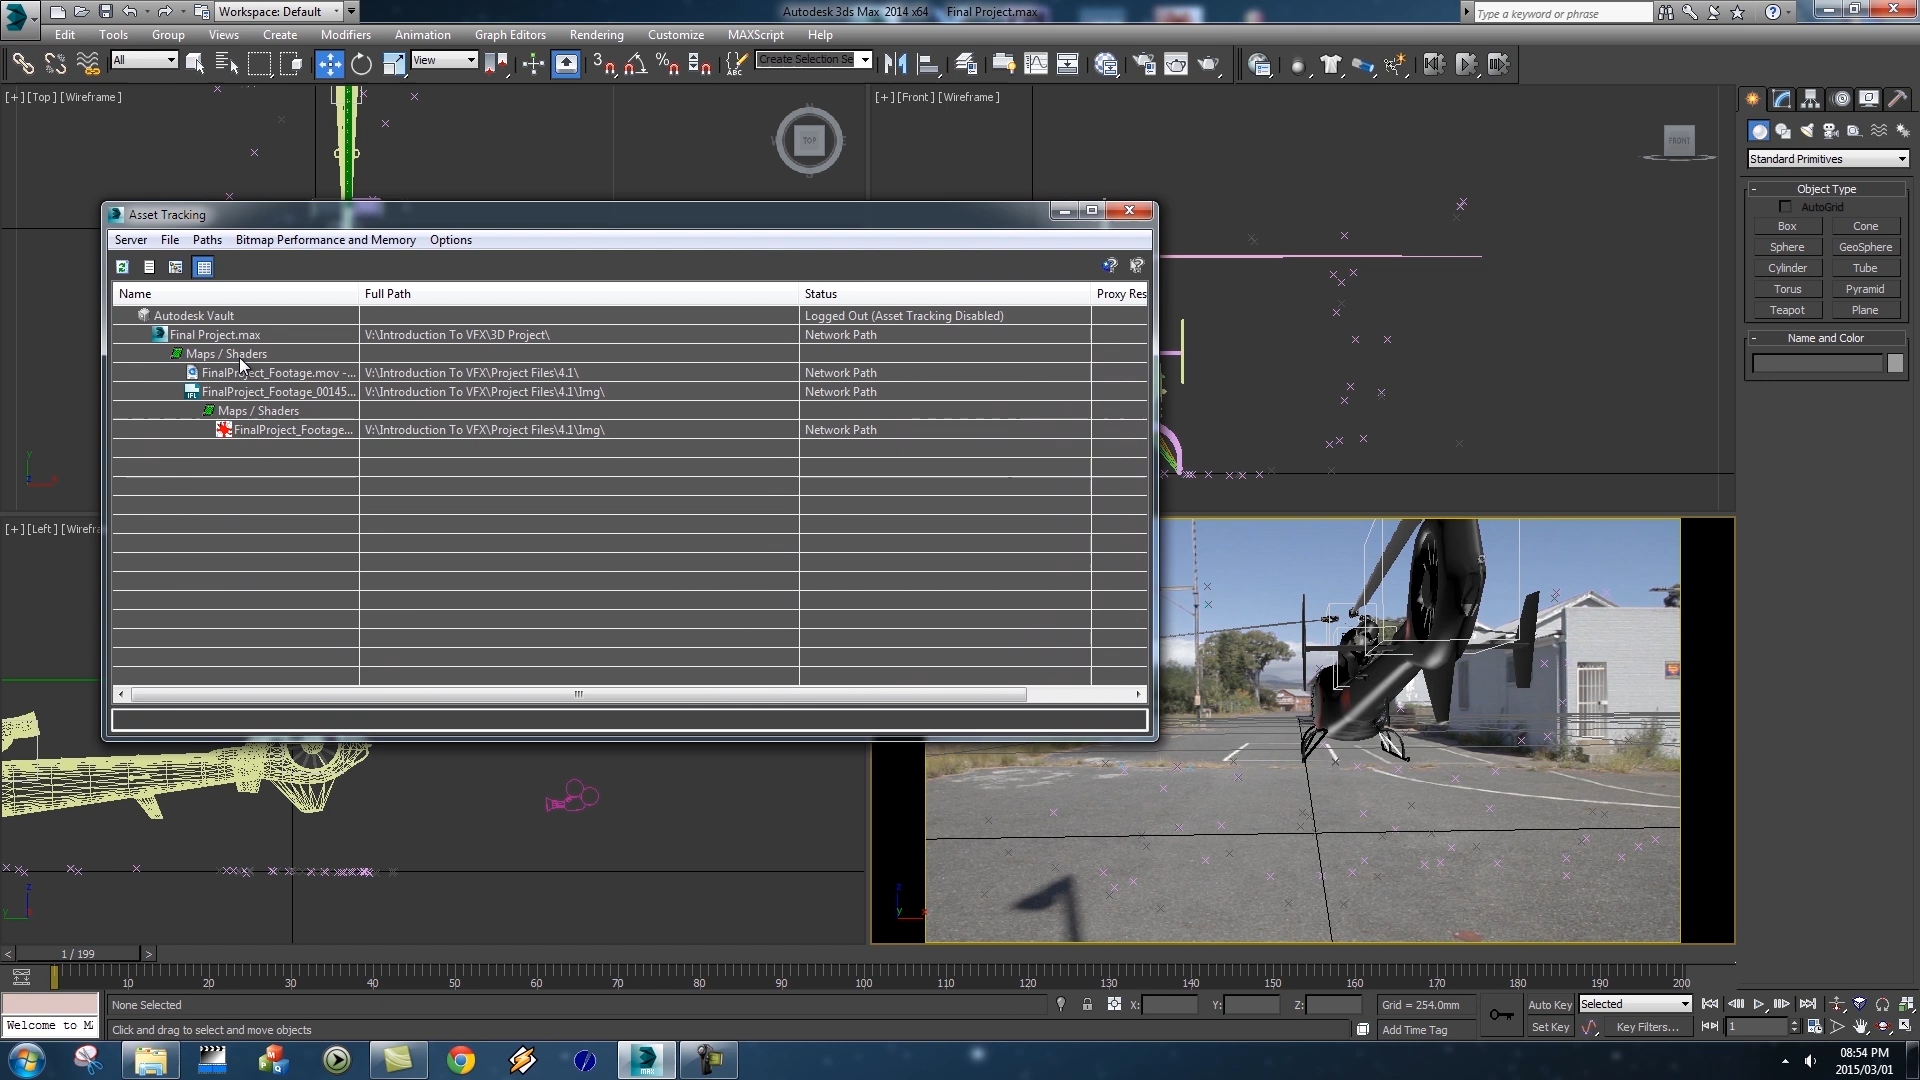 Workspace: Default
Autodesk 3ds Max 2014 x64 Final Project.max
Type a keyword or phrase
Edit Tools Group Views Create Modifiers Animation Graph Editors Rendering Customize MAXScript Help
All
View
Create Selection Se
[+][Top][Wireframe]
TOP
[+][Front][Wireframe]
FRONT
Standard Primitives
Object Type
AutoGrid
Box Cone
Sphere GeoSphere
Cylinder Tube
Torus Pyramid
Teapot Plane
Name and Color
Asset Tracking
Server File Paths Bitmap Performance and Memory Options
Name Full Path Status Proxy Res
Autodesk Vault Logged Out (Asset Tracking Disabled)
Final Project.max V:\Introduction To VFX\3D Project\ Network Path
Maps / Shaders
FinalProject_Footage.mov -... V:\Introduction To VFX\Project Files\4.1\ Network Path
FinalProject_Footage_00145... V:\Introduction To VFX\Project Files\4.1\Img\ Network Path
Maps / Shaders
FinalProject_Footage... V:\Introduction To VFX\Project Files\4.1\Img\ Network Path
[+][Left][Wirefra
1 / 199
10 20 30 40 50 60 70 80 90 100 110 120 130 140 150 160 170 180 190 200
None Selected
X: Y: Z:
Grid = 254.0mm
Auto Key
Selected
Welcome to M
Click and drag to select and move objects
Add Time Tag
Set Key
Key Filters...
1
08:54 PM
2015/03/01